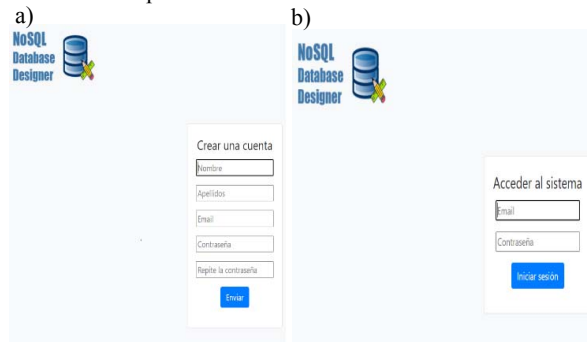 a)
NoSQL
Database
Designer
Crear una cuenta
Nombre
Apellidos
Email
Contraseña
Repite la contraseña
Enviar
b)
NoSQL
Database
Designer
Acceder al sistema
Email
Contraseña
Iniciar sesión